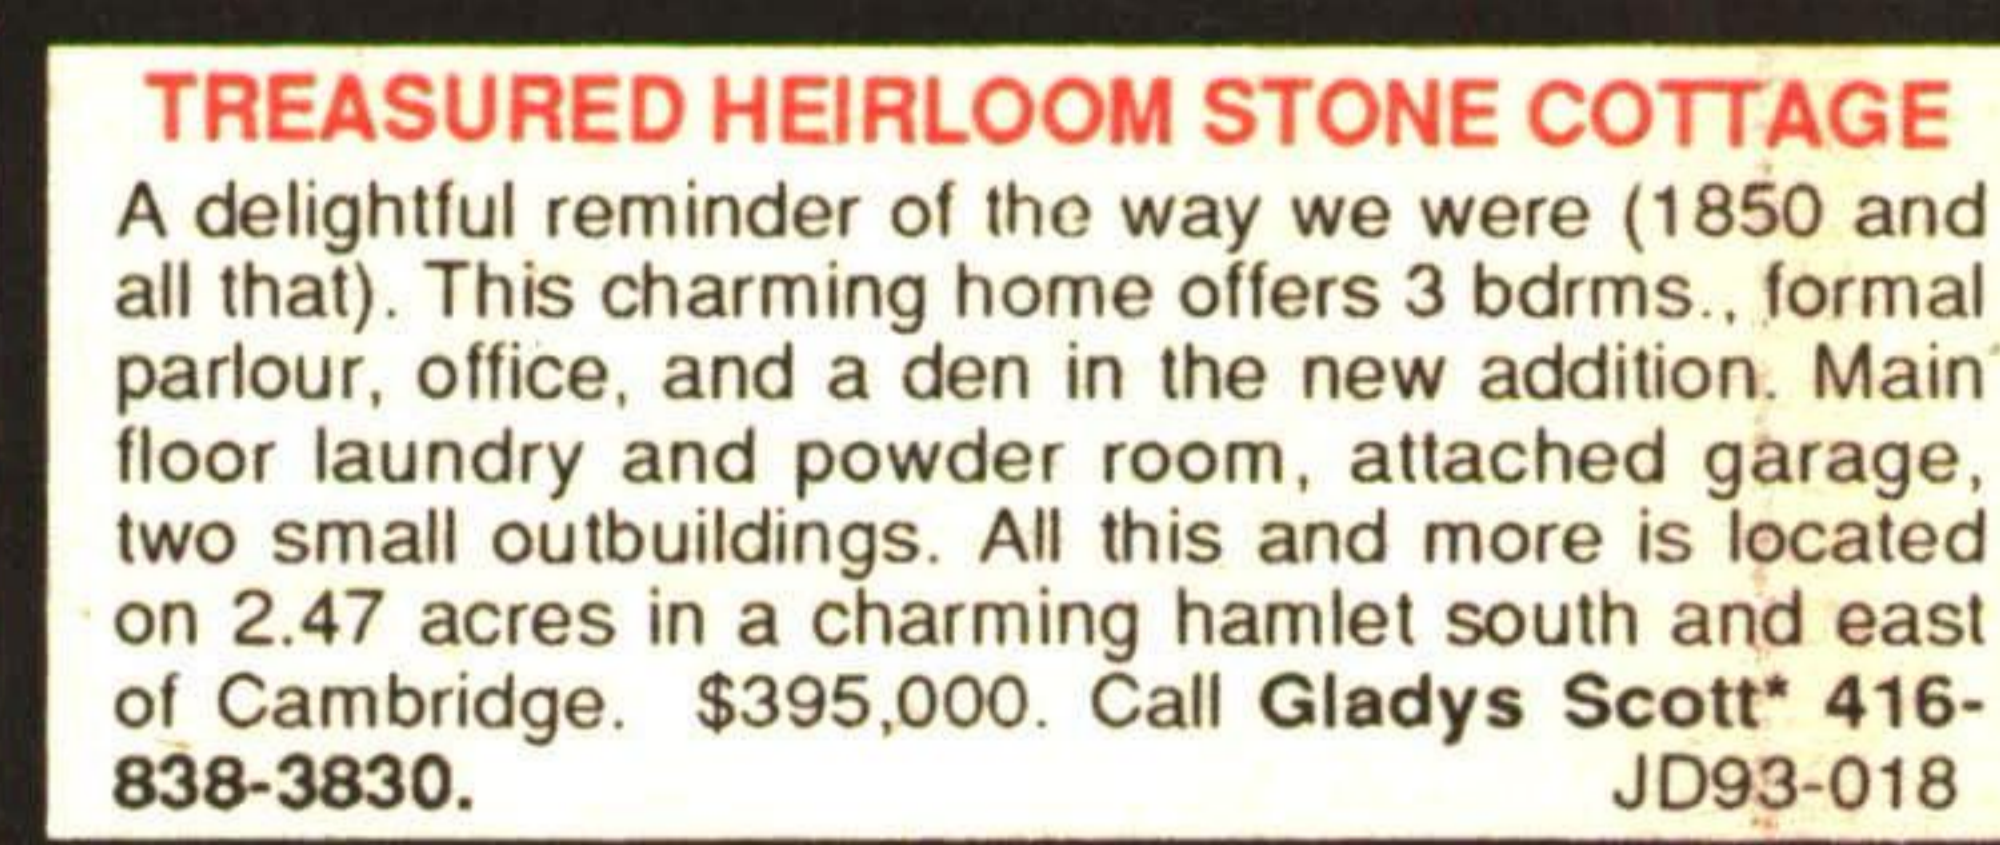 TREASURED HEIRLOOM STONE COTTAGE
A delightful reminder of the way we were (1850 and
all that). This charming home offers 3 bdrms., formal
parlour, office, and a den in the new addition. Main
floor laundry and powder room, attached garage,
two small outbuildings. All this and more is located
on 2.47 acres in a charming hamlet south and east
of Cambridge. $395,000. Call Gladys Scott* 416-
838-3830. JD93-018